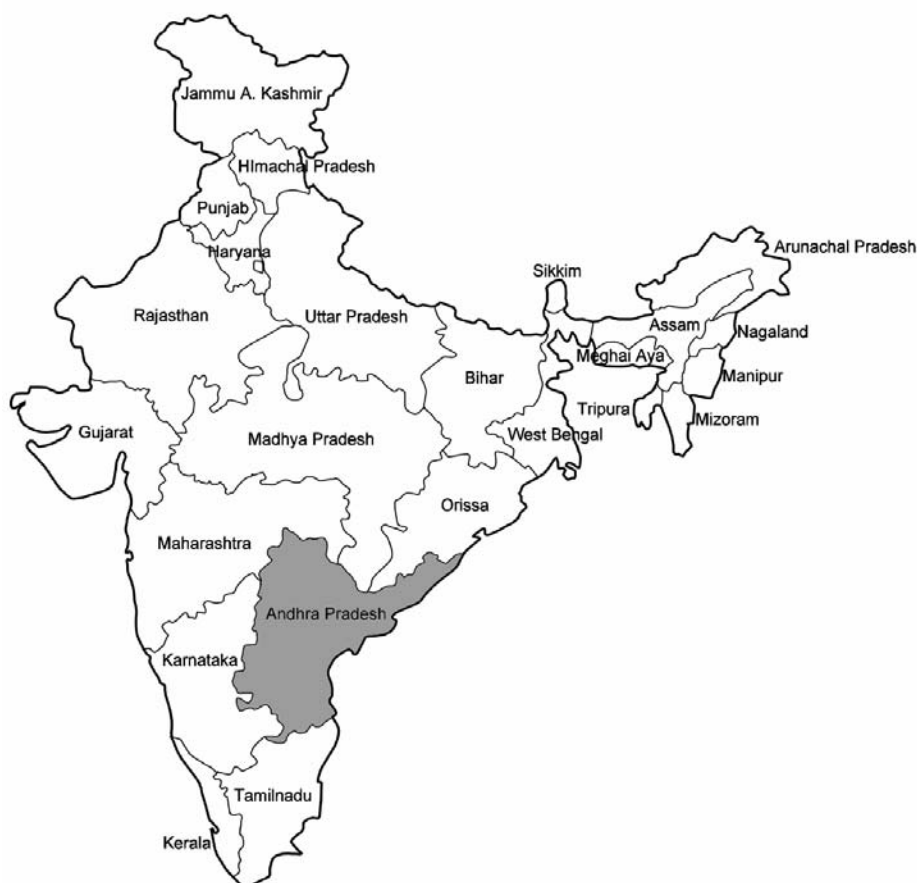 Jammu A. Kashmir
HImachal Pradesh
Punjab
Haryana
Arunachal Pradesh
Sikkim
Rajasthan
Uttar Pradesh
Assam
Nagaland
Meghai Aya
Bihar
Manipur
Tripura
Mizoram
Gujarat
Madhya Pradesh
West Bengal
Orissa
Maharashtra
Andhra Pradesh
Karnataka
Tamilnadu
Kerala